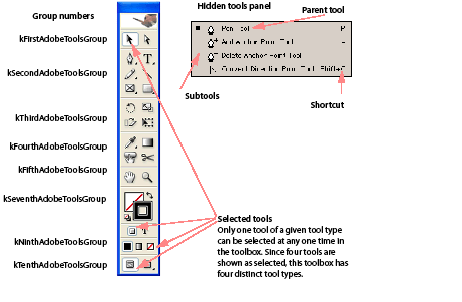 Group numbers
Hidden tools panel
Parent tool
kFirstAdobeToolsGroup
Pen Tool P
Add Anchor Point Tool =
Delete Anchor Point Tool -
Convert Direction Point Tool Shift+C
kSecondAdobeToolsGroup
T
Subtools
Shortcut
kThirdAdobeToolsGroup
kFourthAdobeToolsGroup
kFifthAdobeToolsGroup
kSeventhAdobeToolsGroup
Selected tools
Only one tool of a given tool type
T
can be selected at any one time in
kNinthAdobeToolsGroup
the toolbox. Since four tools are
shown as selected, this toolbox has
kTenthAdobeToolsGroup
four distinct tool types.